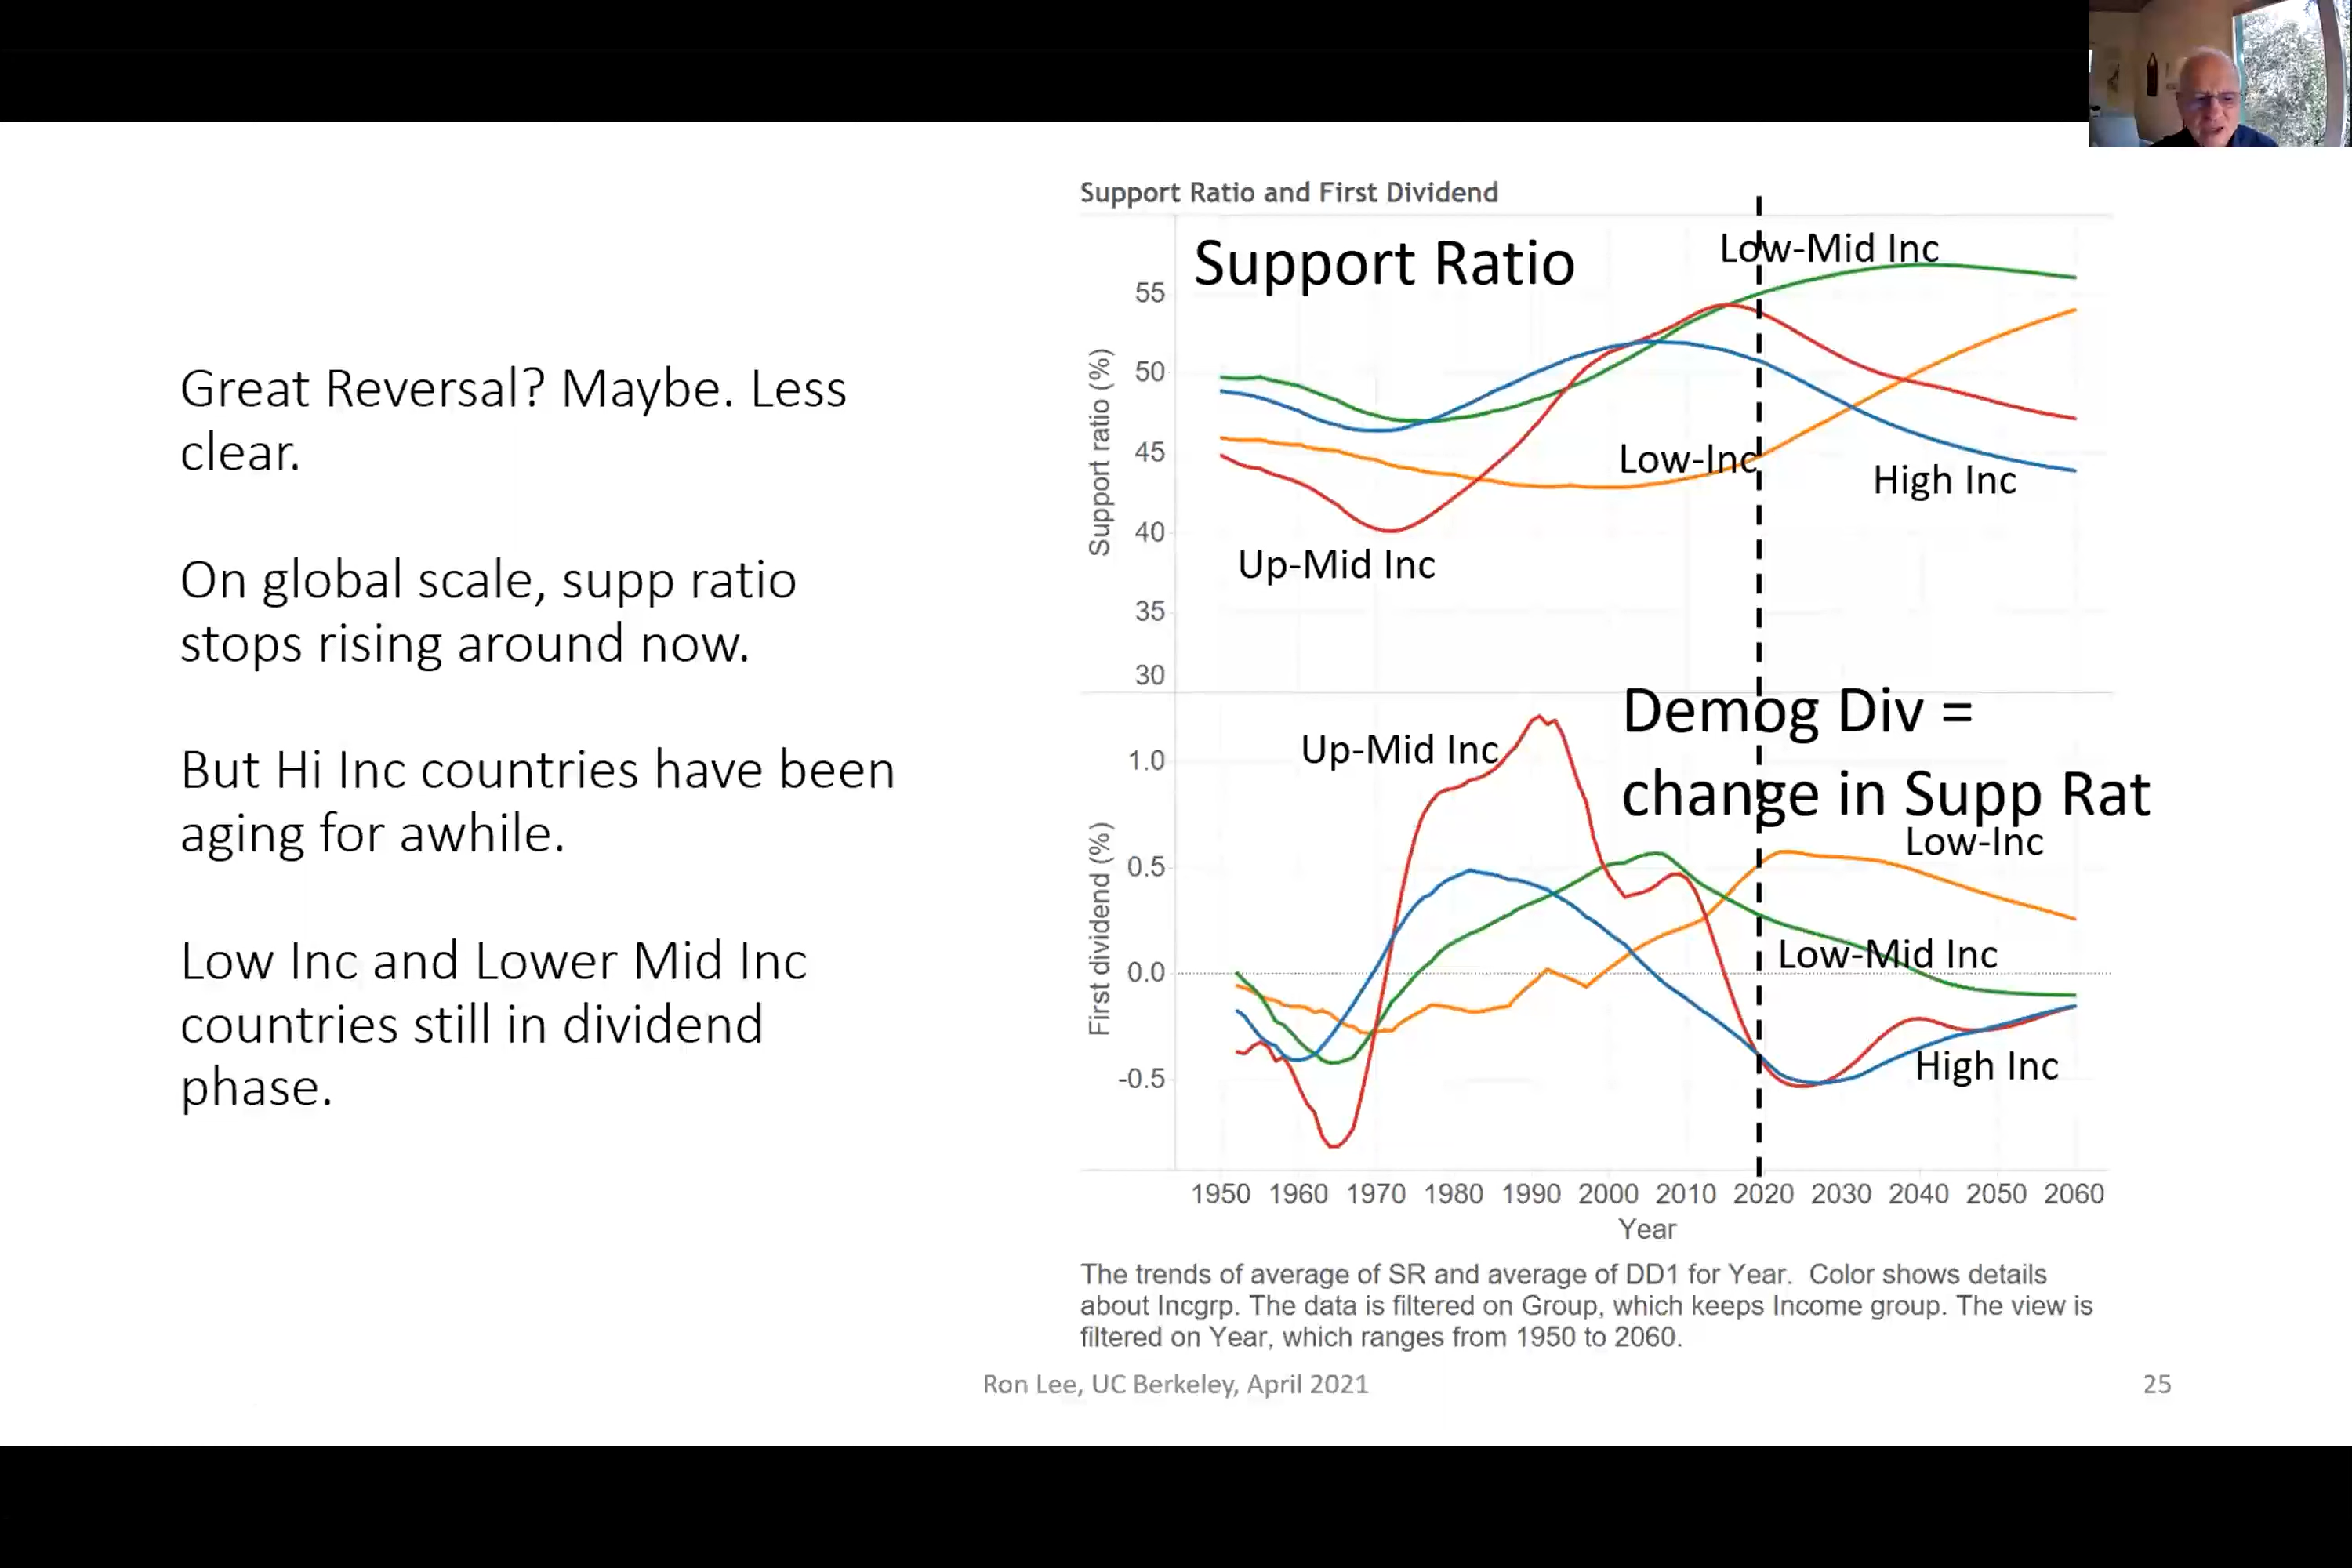 Great Reversal? Maybe. Less
clear.
On global scale, supp ratio
stops rising around now.
But Hi Inc countries have been
aging for awhile.
Low Inc and Lower Mid Inc
countries still in dividend
phase.
Support Ratio and First Dividend
Support Ratio
Low-Mid Inc
Low-Inc
High Inc
Up-Mid Inc
Support ratio (%)
55
50
45
40
35
30
Demog Div =
change in Supp Rat
Up-Mid Inc
Low-Inc
Low-Mid Inc
High Inc
First dividend (%)
1.0
0.5
0.0
-0.5
1950 1960 1970 1980 1990 2000 2010 2020 2030 2040 2050 2060
Year
The trends of average of SR and average of DD1 for Year. Color shows details
about Incgrp. The data is filtered on Group, which keeps Income group. The view is
filtered on Year, which ranges from 1950 to 2060.
Ron Lee, UC Berkeley, April 2021
25